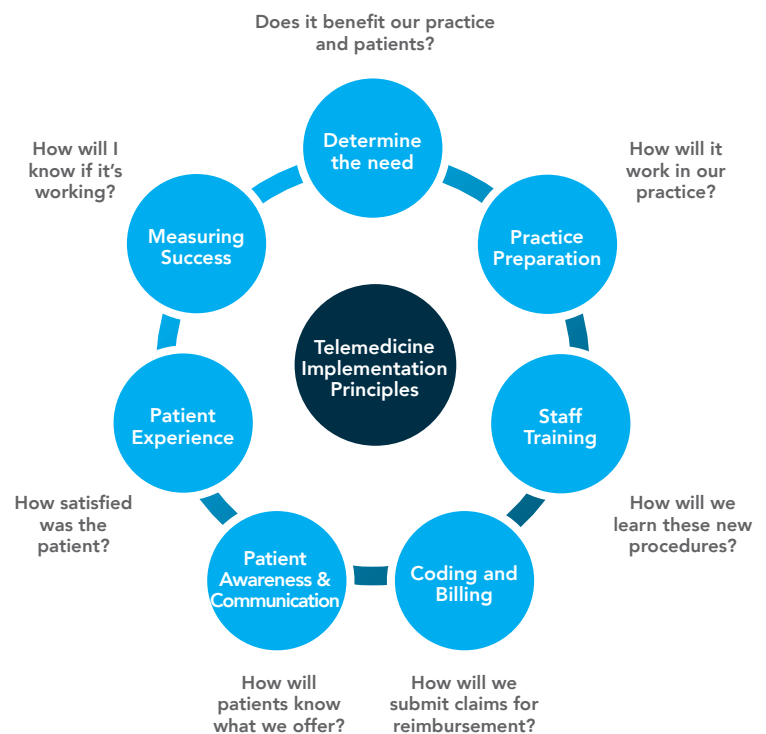 Does it benefit our practice
and patients?
Determine
the need
How will it
work in our
practice?
Practice
Preparation
Staff
Training
How will we
learn these new
procedures?
Coding and
Billing
How will we
submit claims for
reimbursement?
Patient
Awareness &
Communication
How will
patients know
what we offer?
Patient
Experience
How satisfied
was the
patient?
Measuring
Success
How will I
know if it's
working?
Telemedicine
Implementation
Principles